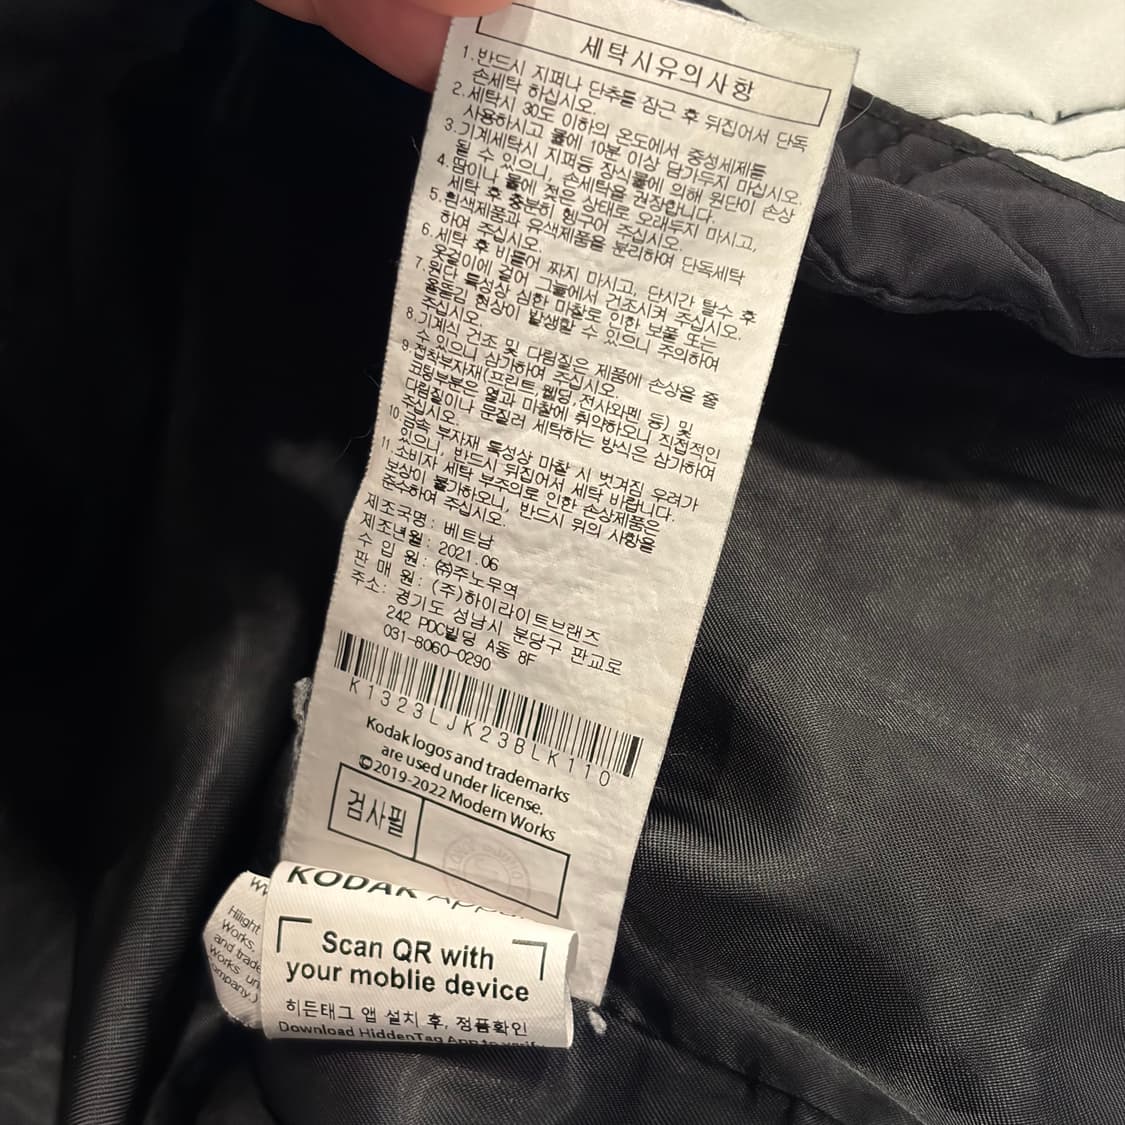 세탁시유의사항
1.반드시 지퍼나 단추를 잠근 후 뒤집어서 단독
손세탁 하십시오.
2.세탁시 30도 이하의 온도에서 중성세제를
사용하시고 물에 10분 이상 담가두지 마십시오.
3.기계세탁시 지퍼등 장식물에 의해 원단이 손상
될 수 있으니, 손세탁을 권장합니다.
4.땀이나 물에 젖은 상태로 오래두지 마시고,
세탁 후 충분히 헹구어 주십시오.
5.흰색제품과 유색제품을 분리하여 단독세탁
하여 주십시오.
6.세탁 후 비틀어 짜지 마시고, 단시간 탈수 후
옷걸이에 걸어 그늘에서 건조시켜 주십시오.
7.원단 특성상 심한 마찰로 인한 보풀 또는
올뜯김 현상이 발생할 수 있으니 주의하여
주십시오.
8.기계식 건조 및 다림질은 제품에 손상을 줄
수 있으니 삼가하여 주십시오.
9.접착부자재(프린트,웰딩,전사와펜 등) 및
코팅부분은 열과 마찰에 취약하오니 직접적인
다림질이나 문질러 세탁하는 방식은 삼가하여
주십시오.
10.금속 부자재 특성상 마찰 시 벗겨짐 우려가
있으니, 반드시 뒤집어서 세탁 바랍니다.
11.소비자 세탁 부주의로 인한 손상제품은
보상이 불가하오니, 반드시 위의 사항을
준수하여 주십시오.
제조국명: 베트남
제조년월: 2021.06
수 입 원: ㈜주노무역
판 매 원: (주)하이라이트브랜즈
주소: 경기도 성남시 분당구 판교로
242 PDC빌딩 A동 8F
031-8060-0290
K1323LJK23BLK110
Kodak logos and trademarks
are used under license.
©2019-2022 Modern Works
검사필
KODAK Appa
Scan QR with
your moblie device
히든태그 앱 설치 후, 정품확인
Download HiddenTag App to verif
Hilight
Works.
and trade
Works un
ompany.)